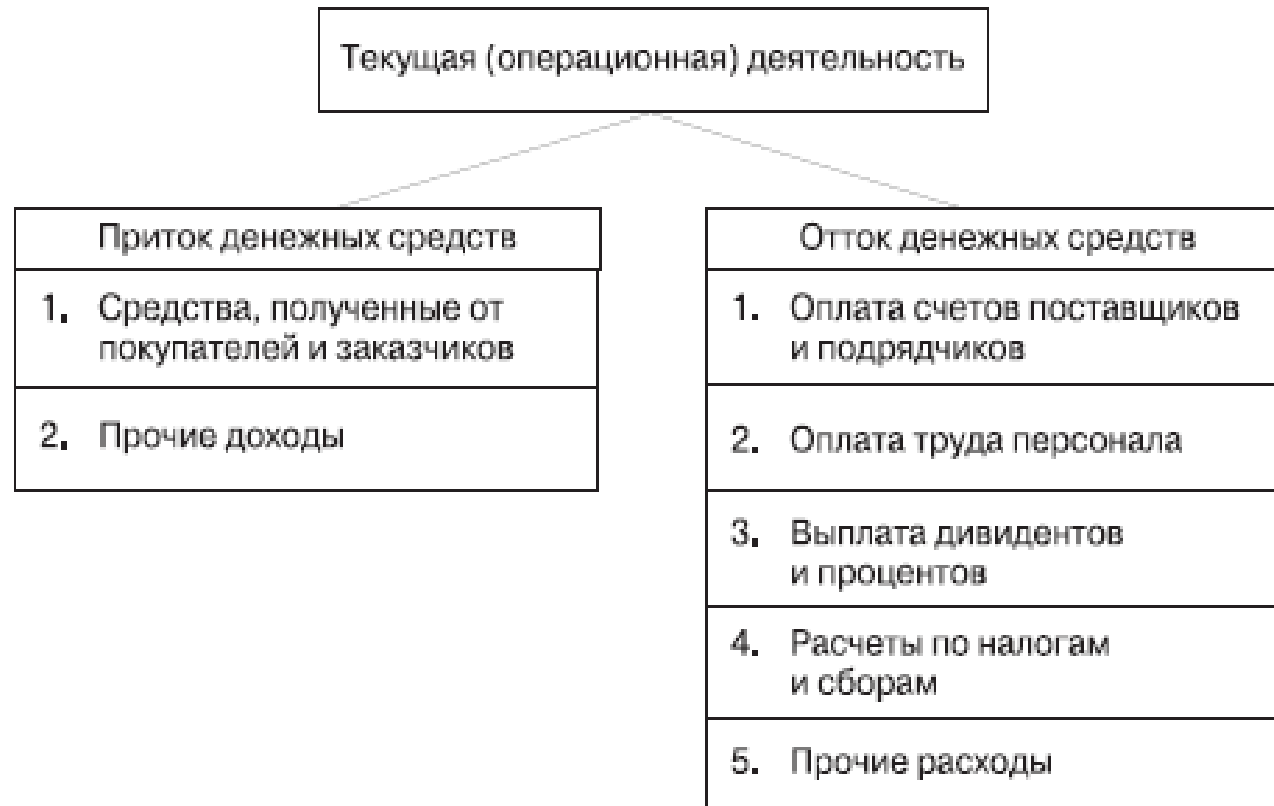 Текущая (операционная) деятельность
Приток денежных средств
1. Средства, полученные от
покупателей и заказчиков
2. Прочие доходы
Отток денежных средств
1. Оплата счетов поставщиков
и подрядчиков
2. Оплата труда персонала
3. Выплата дивидентов
и процентов
4. Расчеты по налогам
и сборам
5. Прочие расходы